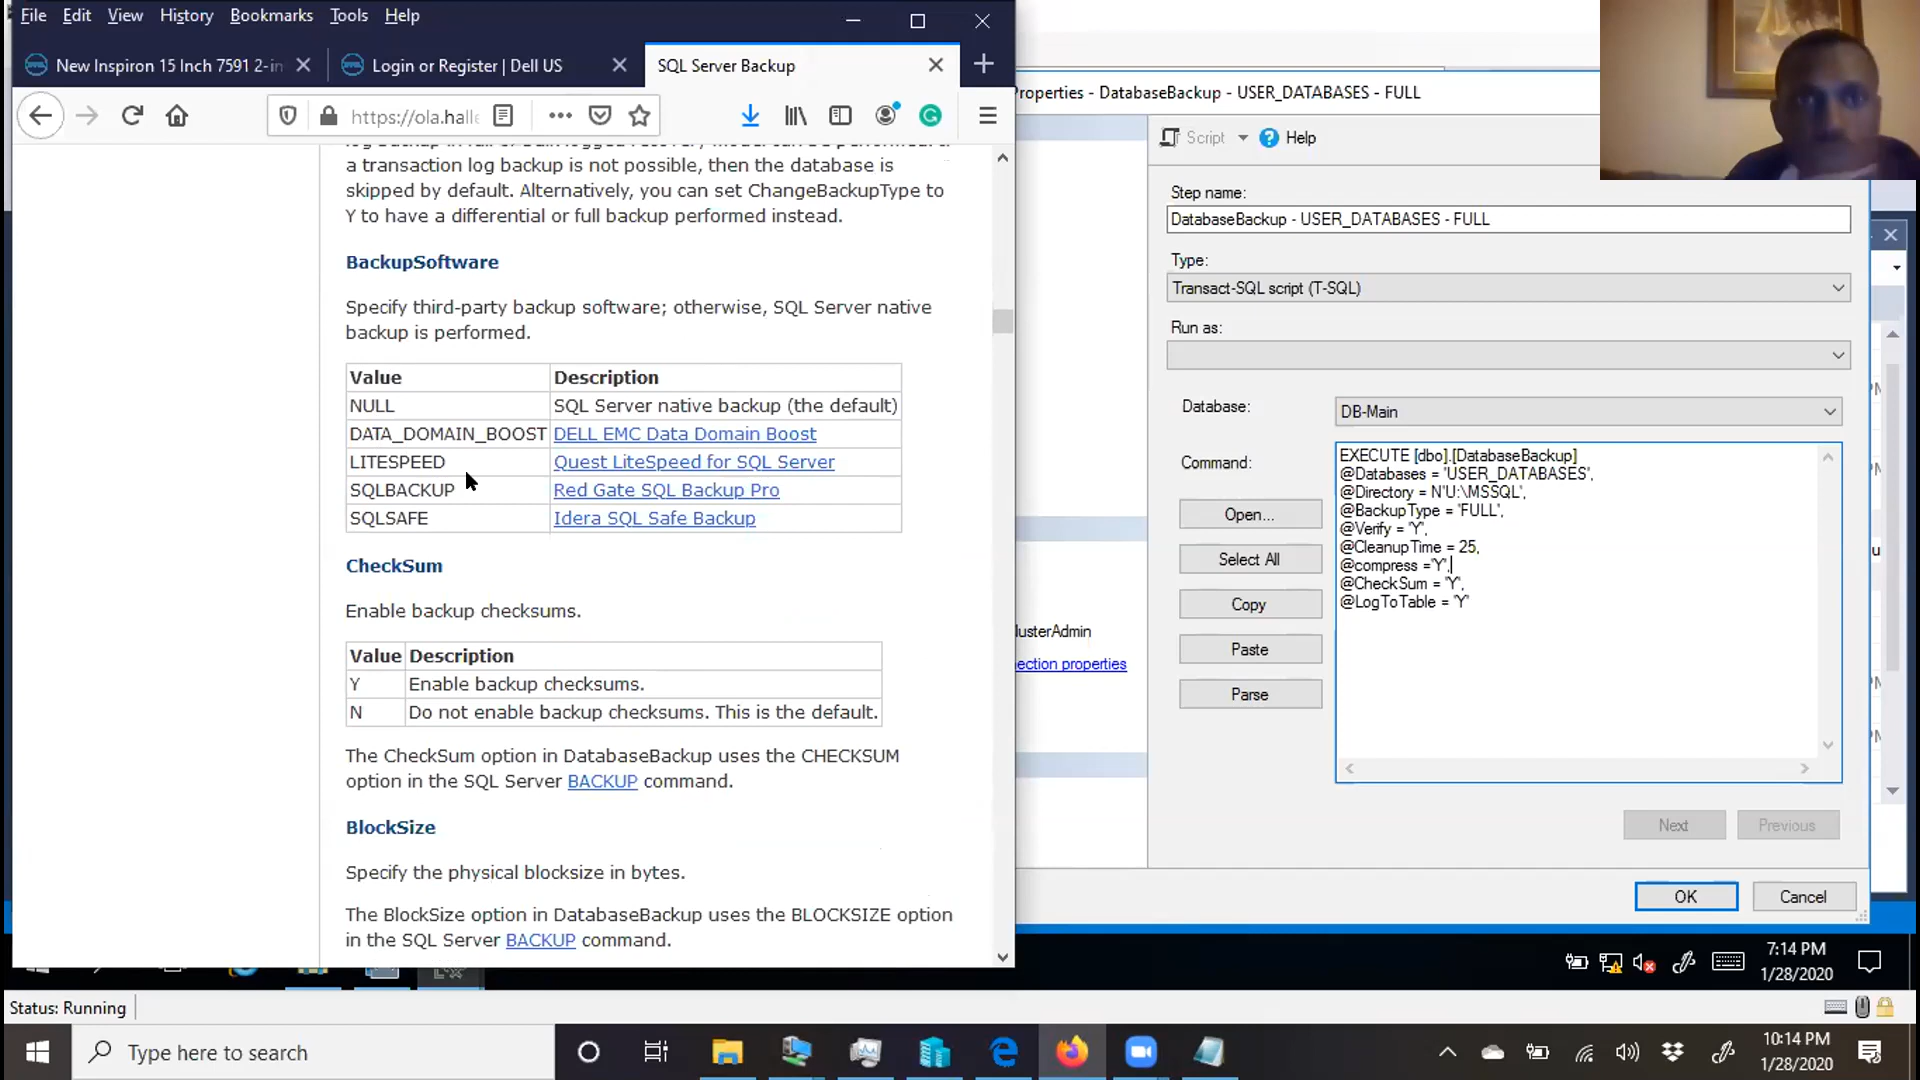 File Edit View History Bookmarks Tools Help
New Inspiron 15 Inch 7591 2-in
Login or Register | Dell US
SQL Server Backup
https://ola.halle
a transaction log backup is not possible, then the database is
skipped by default. Alternatively, you can set ChangeBackupType to
Y to have a differential or full backup performed instead.
BackupSoftware
Specify third-party backup software; otherwise, SQL Server native
backup is performed.
Value Description
NULL SQL Server native backup (the default)
DATA_DOMAIN_BOOST DELL EMC Data Domain Boost
LITESPEED Quest LiteSpeed for SQL Server
SQLBACKUP Red Gate SQL Backup Pro
SQLSAFE Idera SQL Safe Backup
CheckSum
Enable backup checksums.
Value Description
Y Enable backup checksums.
N Do not enable backup checksums. This is the default.
The CheckSum option in DatabaseBackup uses the CHECKSUM
option in the SQL Server BACKUP command.
BlockSize
Specify the physical blocksize in bytes.
The BlockSize option in DatabaseBackup uses the BLOCKSIZE option
in the SQL Server BACKUP command.
Properties - DatabaseBackup - USER_DATABASES - FULL
Script Help
Step name:
DatabaseBackup - USER_DATABASES - FULL
Type:
Transact-SQL script (T-SQL)
Run as:
Database: DB-Main
Command:
EXECUTE [dbo].[DatabaseBackup]
@Databases = 'USER_DATABASES',
@Directory = N'U:\MSSQL',
@BackupType = 'FULL',
@Verify = 'Y',
@CleanupTime = 25,
@compress ='Y',
@CheckSum = 'Y',
@LogToTable = 'Y'
Open...
Select All
Copy
Paste
Parse
lusterAdmin
ection properties
Next Previous
OK Cancel
7:14 PM
1/28/2020
Status: Running
Type here to search
10:14 PM
1/28/2020